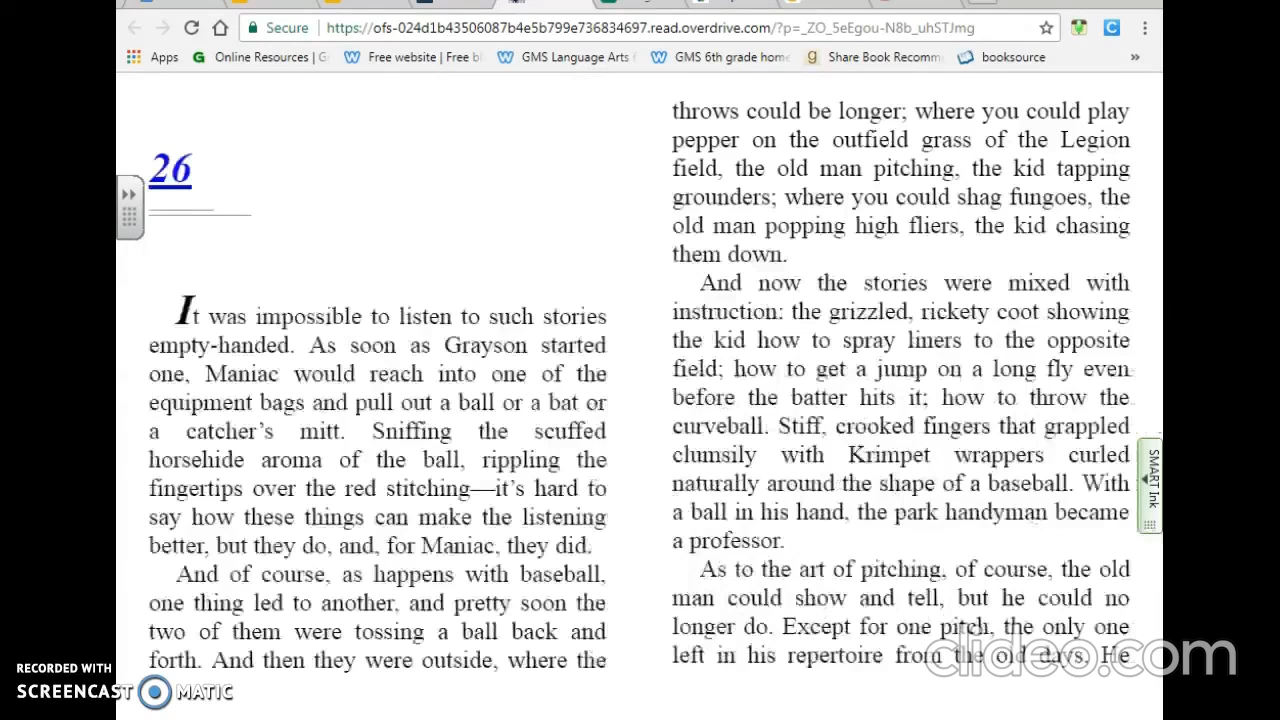 Secure
https://ofs-024d1b43506087b4e5b799e736834697.read.overdrive.com/?p=_ZO_5eEgou-N8b_uhSTJmg
Apps
G
Online Resources | G
Free website | Free b
GMS Language Arts
GMS 6th grade hom
g
Share Book Recomm
booksource
»
26
It was impossible to listen to such stories
empty-handed. As soon as Grayson started
one, Maniac would reach into one of the
equipment bags and pull out a ball or a bat or
a catcher's mitt. Sniffing the scuffed
horsehide aroma of the ball, rippling the
fingertips over the red stitching—it's hard to
say how these things can make the listening
better, but they do, and, for Maniac, they did.
And of course, as happens with baseball,
one thing led to another, and pretty soon the
two of them were tossing a ball back and
forth. And then they were outside, where the
throws could be longer; where you could play
pepper on the outfield grass of the Legion
field, the old man pitching, the kid tapping
grounders; where you could shag fungoes, the
old man popping high fliers, the kid chasing
them down.
And now the stories were mixed with
instruction: the grizzled, rickety coot showing
the kid how to spray liners to the opposite
field; how to get a jump on a long fly even
before the batter hits it; how to throw the
curveball. Stiff, crooked fingers that grappled
clumsily with Krimpet wrappers curled
naturally around the shape of a baseball. With
a ball in his hand, the park handyman became
a professor.
As to the art of pitching, of course, the old
man could show and tell, but he could no
longer do. Except for one pitch, the only one
left in his repertoire from the old days. He
SMART Ink
RECORDED WITH
SCREENCAST MATIC
clideo.com